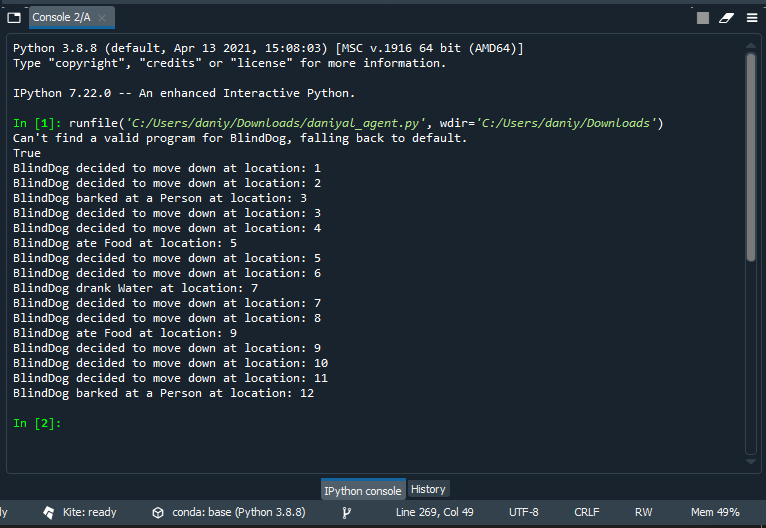 Console 2/A
Python 3.8.8 (default, Apr 13 2021, 15:08:03) [MSC v.1916 64 bit (AMD64)]
Type "copyright", "credits" or "license" for more information.
IPython 7.22.0 -- An enhanced Interactive Python.
In [1]: runfile('C:/Users/daniy/Downloads/daniyal_agent.py', wdir='C:/Users/daniy/Downloads')
Can't find a valid program for BlindDog, falling back to default.
True
BlindDog decided to move down at location: 1
BlindDog decided to move down at location: 2
BlindDog barked at a Person at location: 3
BlindDog decided to move down at location: 3
BlindDog decided to move down at location: 4
BlindDog ate Food at location: 5
BlindDog decided to move down at location: 5
BlindDog decided to move down at location: 6
BlindDog drank Water at location: 7
BlindDog decided to move down at location: 7
BlindDog decided to move down at location: 8
BlindDog ate Food at location: 9
BlindDog decided to move down at location: 9
BlindDog decided to move down at location: 10
BlindDog decided to move down at location: 11
BlindDog barked at a Person at location: 12
In [2]:
IPython console History
ly Kite: ready conda: base (Python 3.8.8) Line 269, Col 49 UTF-8 CRLF RW Mem 49%